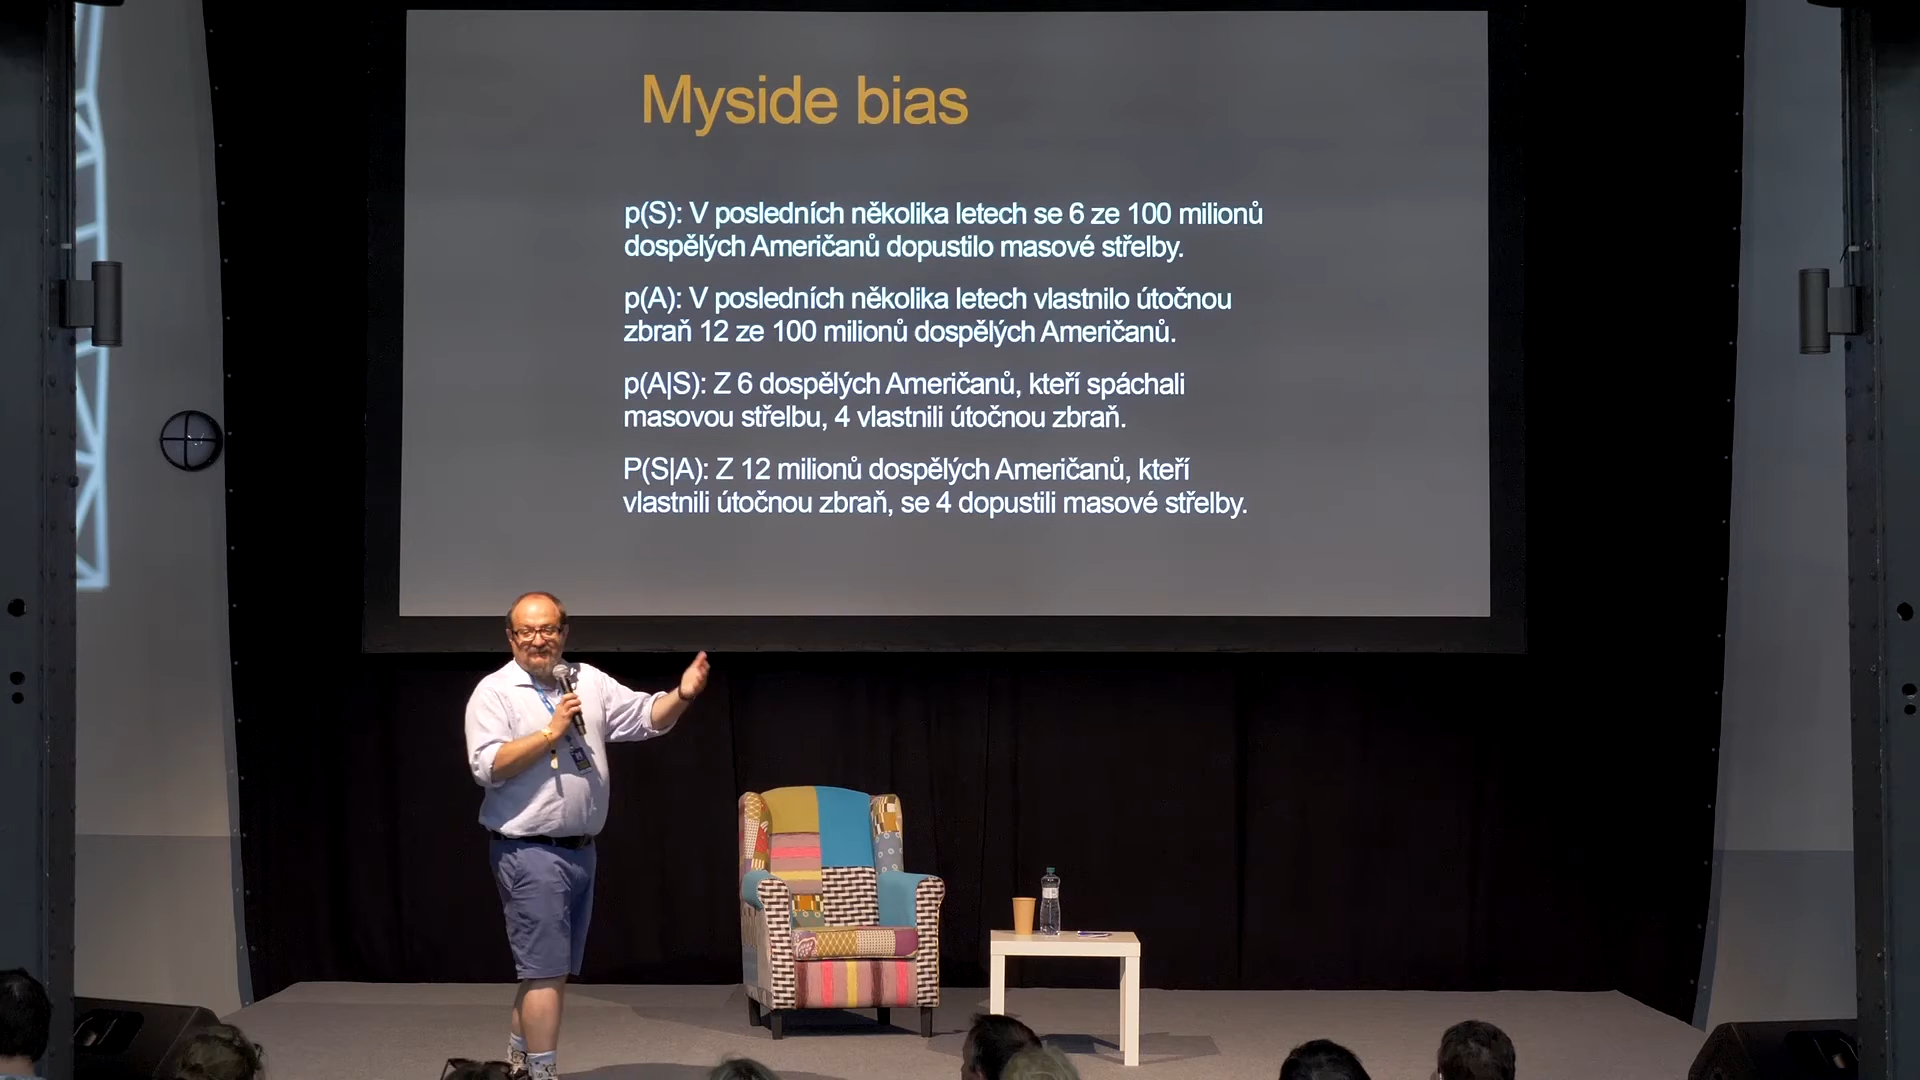 Myside bias
p(S): V posledních několika letech se 6 ze 100 milionů
dospělých Američanů dopustilo masové střelby.
p(A): V posledních několika letech vlastnilo útočnou
zbraň 12 ze 100 milionů dospělých Američanů.
p(A|S): Z 6 dospělých Američanů, kteří spáchali
masovou střelbu, 4 vlastnili útočnou zbraň.
P(S|A): Z 12 milionů dospělých Američanů, kteří
vlastnili útočnou zbraň, se 4 dopustili masové střelby.